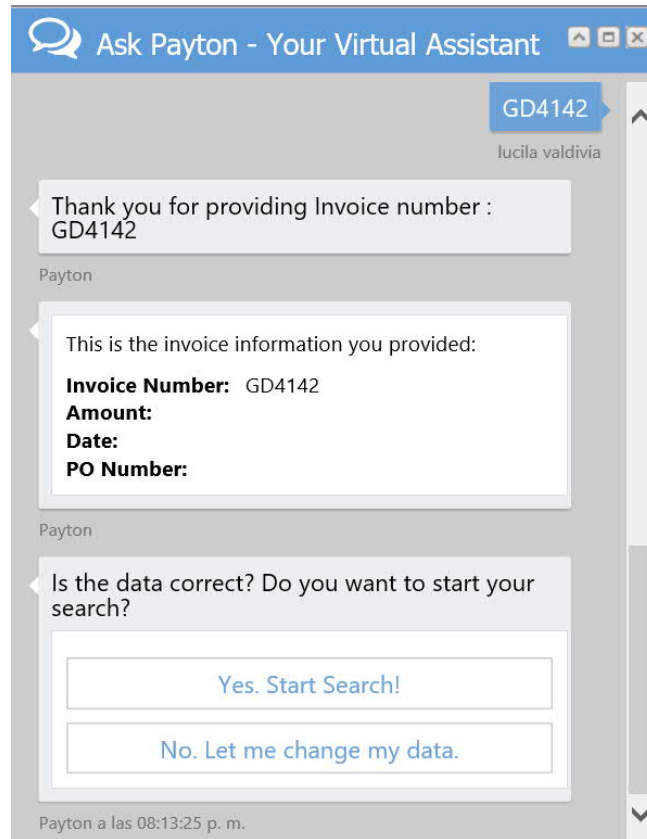 Ask Payton - Your Virtual Assistant
GD4142
lucila valdivia
Thank you for providing Invoice number :
GD4142
Payton
This is the invoice information you provided:
Invoice Number: GD4142
Amount:
Date:
PO Number:
Payton
Is the data correct? Do you want to start your
search?
Yes. Start Search!
No. Let me change my data.
Payton a las 08:13:25 p. m.